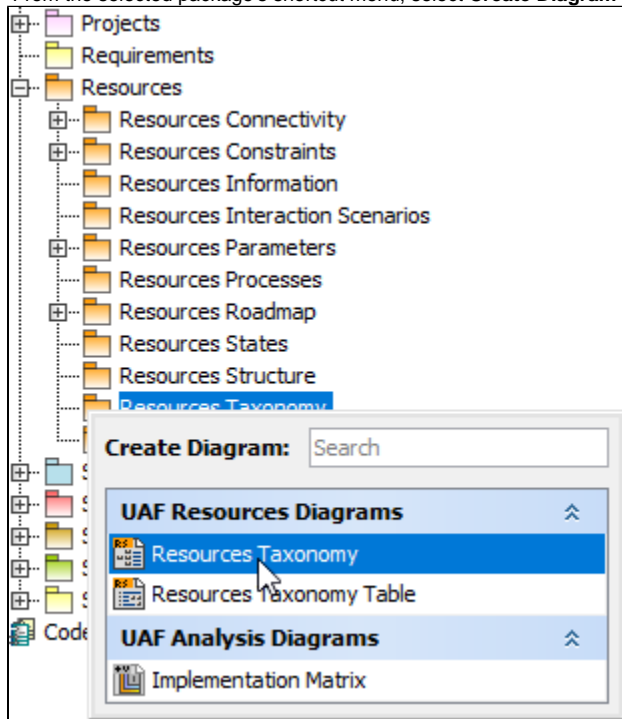 From the selected package's shortcut menu, select Create Diagram
Projects
Requirements
Resources
Resources Connectivity
Resources Constraints
Resources Information
Resources Interaction Scenarios
Resources Parameters
Resources Processes
Resources Roadmap
Resources States
Resources Structure
Resources Taxonomy
Create Diagram: Search
UAF Resources Diagrams
Resources Taxonomy
Resources Taxonomy Table
UAF Analysis Diagrams
Implementation Matrix